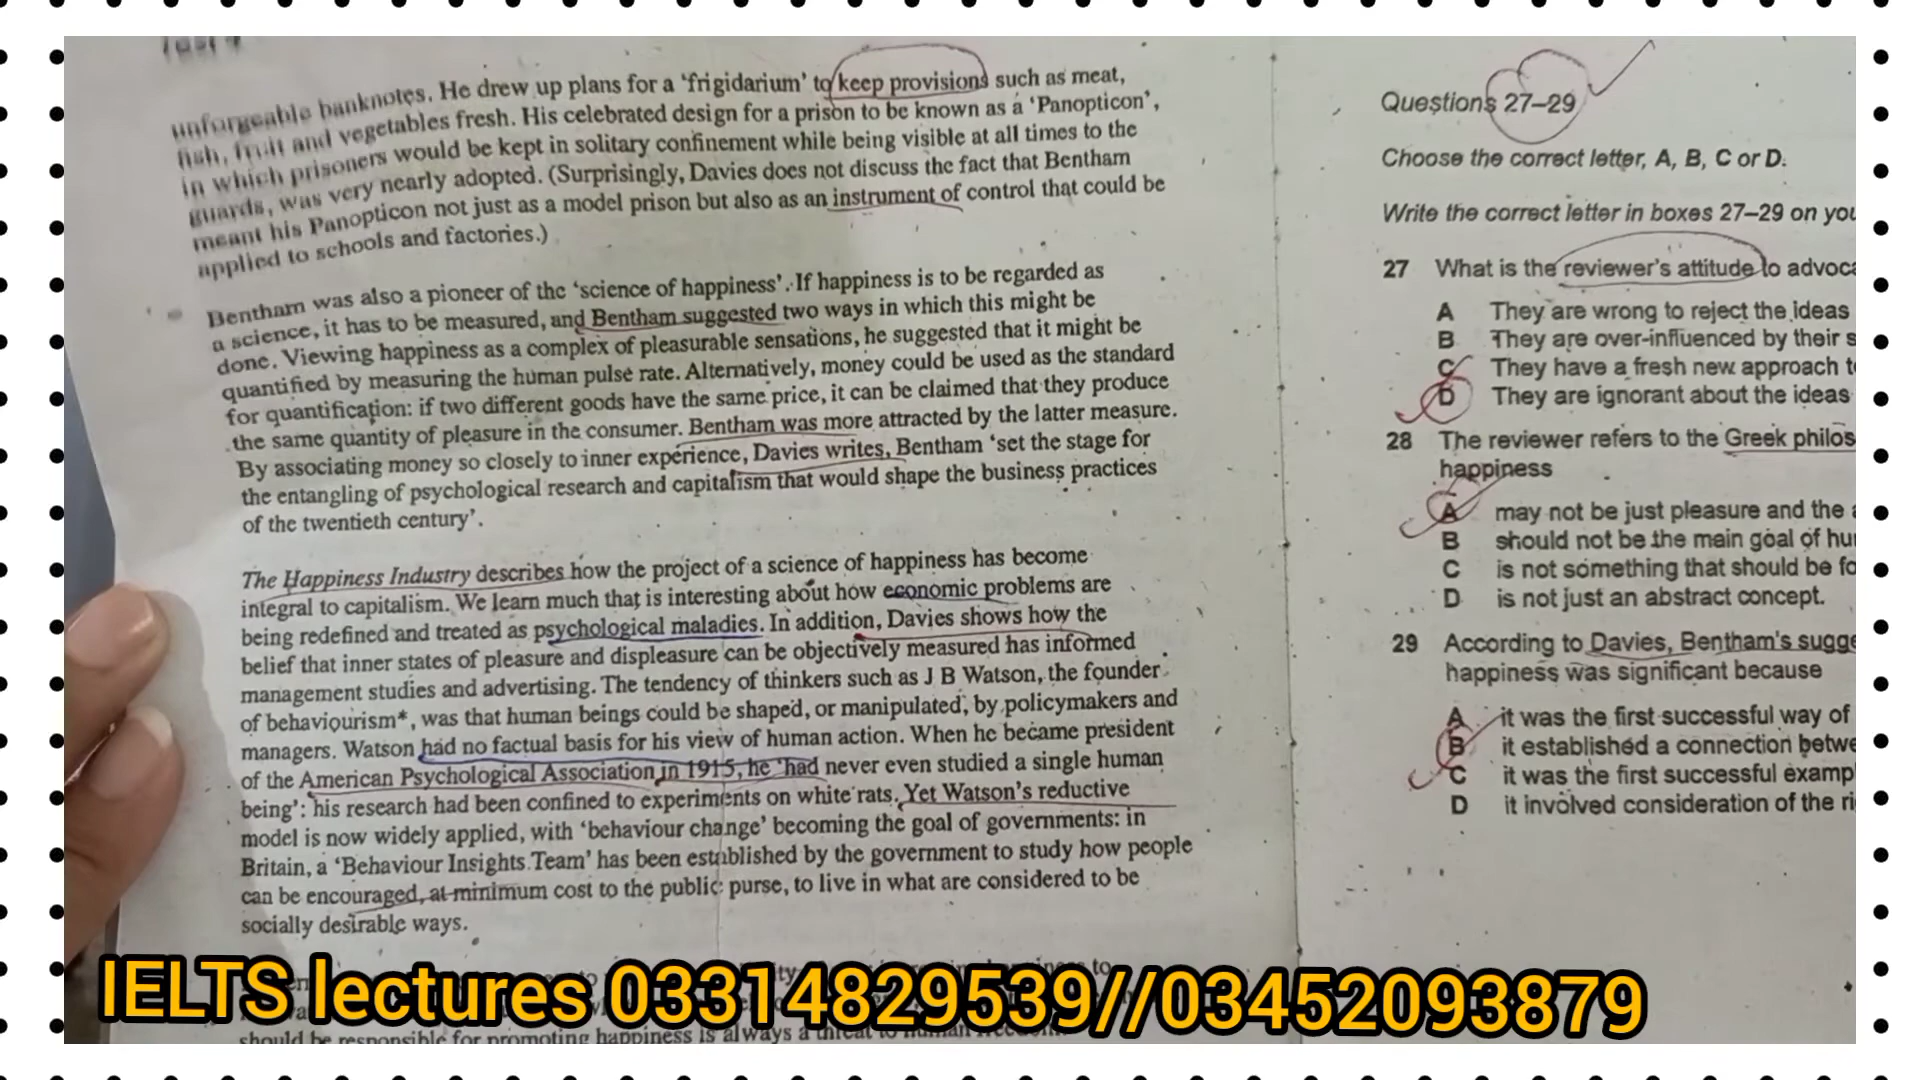 Test 4
unforgeable banknotes. He drew up plans for a ‘frigidarium’ to keep provisions such as meat,
fish, fruit and vegetables fresh. His celebrated design for a prison to be known as a ‘Panopticon’,
in which prisoners would be kept in solitary confinement while being visible at all times to the
guards, was very nearly adopted. (Surprisingly, Davies does not discuss the fact that Bentham
meant his Panopticon not just as a model prison but also as an instrument of control that could be
applied to schools and factories.)
Bentham was also a pioneer of the ‘science of happiness’. If happiness is to be regarded as
a science, it has to be measured, and Bentham suggested two ways in which this might be
done. Viewing happiness as a complex of pleasurable sensations, he suggested that it might be
quantified by measuring the human pulse rate. Alternatively, money could be used as the standard
for quantification: if two different goods have the same price, it can be claimed that they produce
the same quantity of pleasure in the consumer. Bentham was more attracted by the latter measure.
By associating money so closely to inner experience, Davies writes, Bentham ‘set the stage for
the entangling of psychological research and capitalism that would shape the business practices
of the twentieth century’.
The Happiness Industry describes how the project of a science of happiness has become
integral to capitalism. We learn much that is interesting about how economic problems are
being redefined and treated as psychological maladies. In addition, Davies shows how the
belief that inner states of pleasure and displeasure can be objectively measured has informed
management studies and advertising. The tendency of thinkers such as J B Watson, the founder
of behaviourism*, was that human beings could be shaped, or manipulated, by policymakers and
managers. Watson had no factual basis for his view of human action. When he became president
of the American Psychological Association in 1915, he ‘had never even studied a single human
being’: his research had been confined to experiments on white rats. Yet Watson’s reductive
model is now widely applied, with ‘behaviour change’ becoming the goal of governments: in
Britain, a ‘Behaviour Insights Team’ has been established by the government to study how people
can be encouraged, at minimum cost to the public purse, to live in what are considered to be
socially desirable ways.
should be responsible for promoting happiness is always a threat to human
Questions 27–29
Choose the correct letter, A, B, C or D.
Write the correct letter in boxes 27–29 on you
27 What is the reviewer’s attitude to advoc
A They are wrong to reject the ideas
B They are over-influenced by their
C They have a fresh new approach
D They are ignorant about the ideas
28 The reviewer refers to the Greek philos
happiness
A may not be just pleasure and the
B should not be the main goal of hu
C is not something that should be fo
D is not just an abstract concept.
29 According to Davies, Bentham's sugge
happiness was significant because
A it was the first successful way of
B it established a connection betwe
C it was the first successful examp
D it involved consideration of the ri
IELTS lectures 03314829539//03452093879